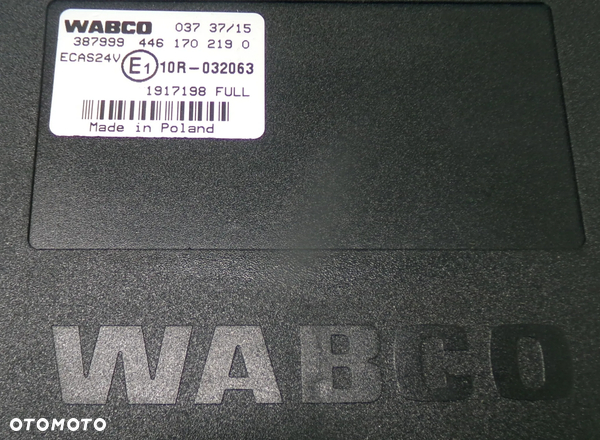 WABCO 037 37/15
387999 446 170 219 0
ECAS24V E1 10R-032063
1917198 FULL
Made in Poland
WABCO
OTOMOTO